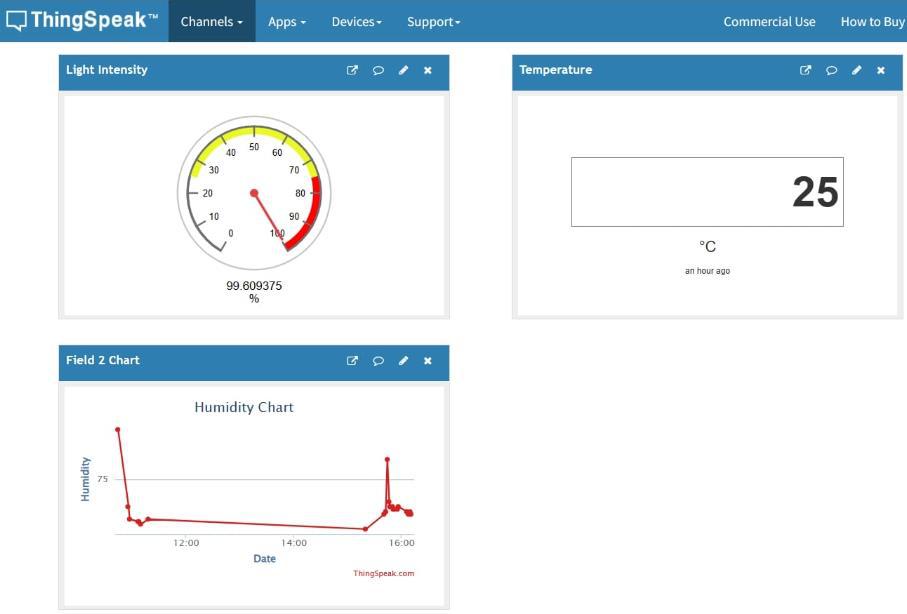 ThingSpeak™ Channels Apps Devices Support Commercial Use How to Buy
Light Intensity
0
10
20
30
40
50
60
70
80
90
100
99.609375
%
Temperature
25
°C
an hour ago
Field 2 Chart
Humidity Chart
Humidity
75
12:00 14:00 16:00
Date
ThingSpeak.com